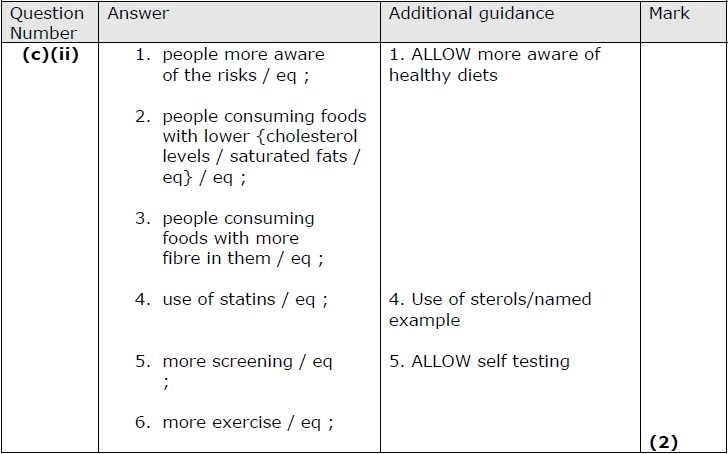 Question Number
Answer
Additional guidance
Mark
(c)(ii)
1. people more aware
of the risks / eq ;
1. ALLOW more aware of
healthy diets
2. people consuming foods
with lower {cholesterol
levels / saturated fats /
eq} / eq ;
3. people consuming
foods with more
fibre in them / eq ;
4. use of statins / eq ;
4. Use of sterols/named
example
5. more screening / eq
;
5. ALLOW self testing
6. more exercise / eq ;
(2)